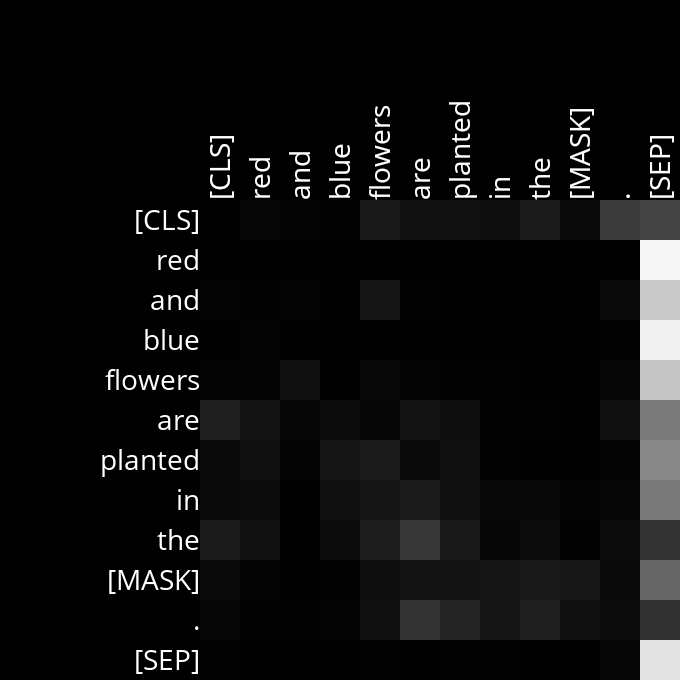 [CLS] red and blue flowers are planted in the [MASK] . [SEP]
[CLS]
red
and
blue
flowers
are
planted
in
the
[MASK]
.
[SEP]